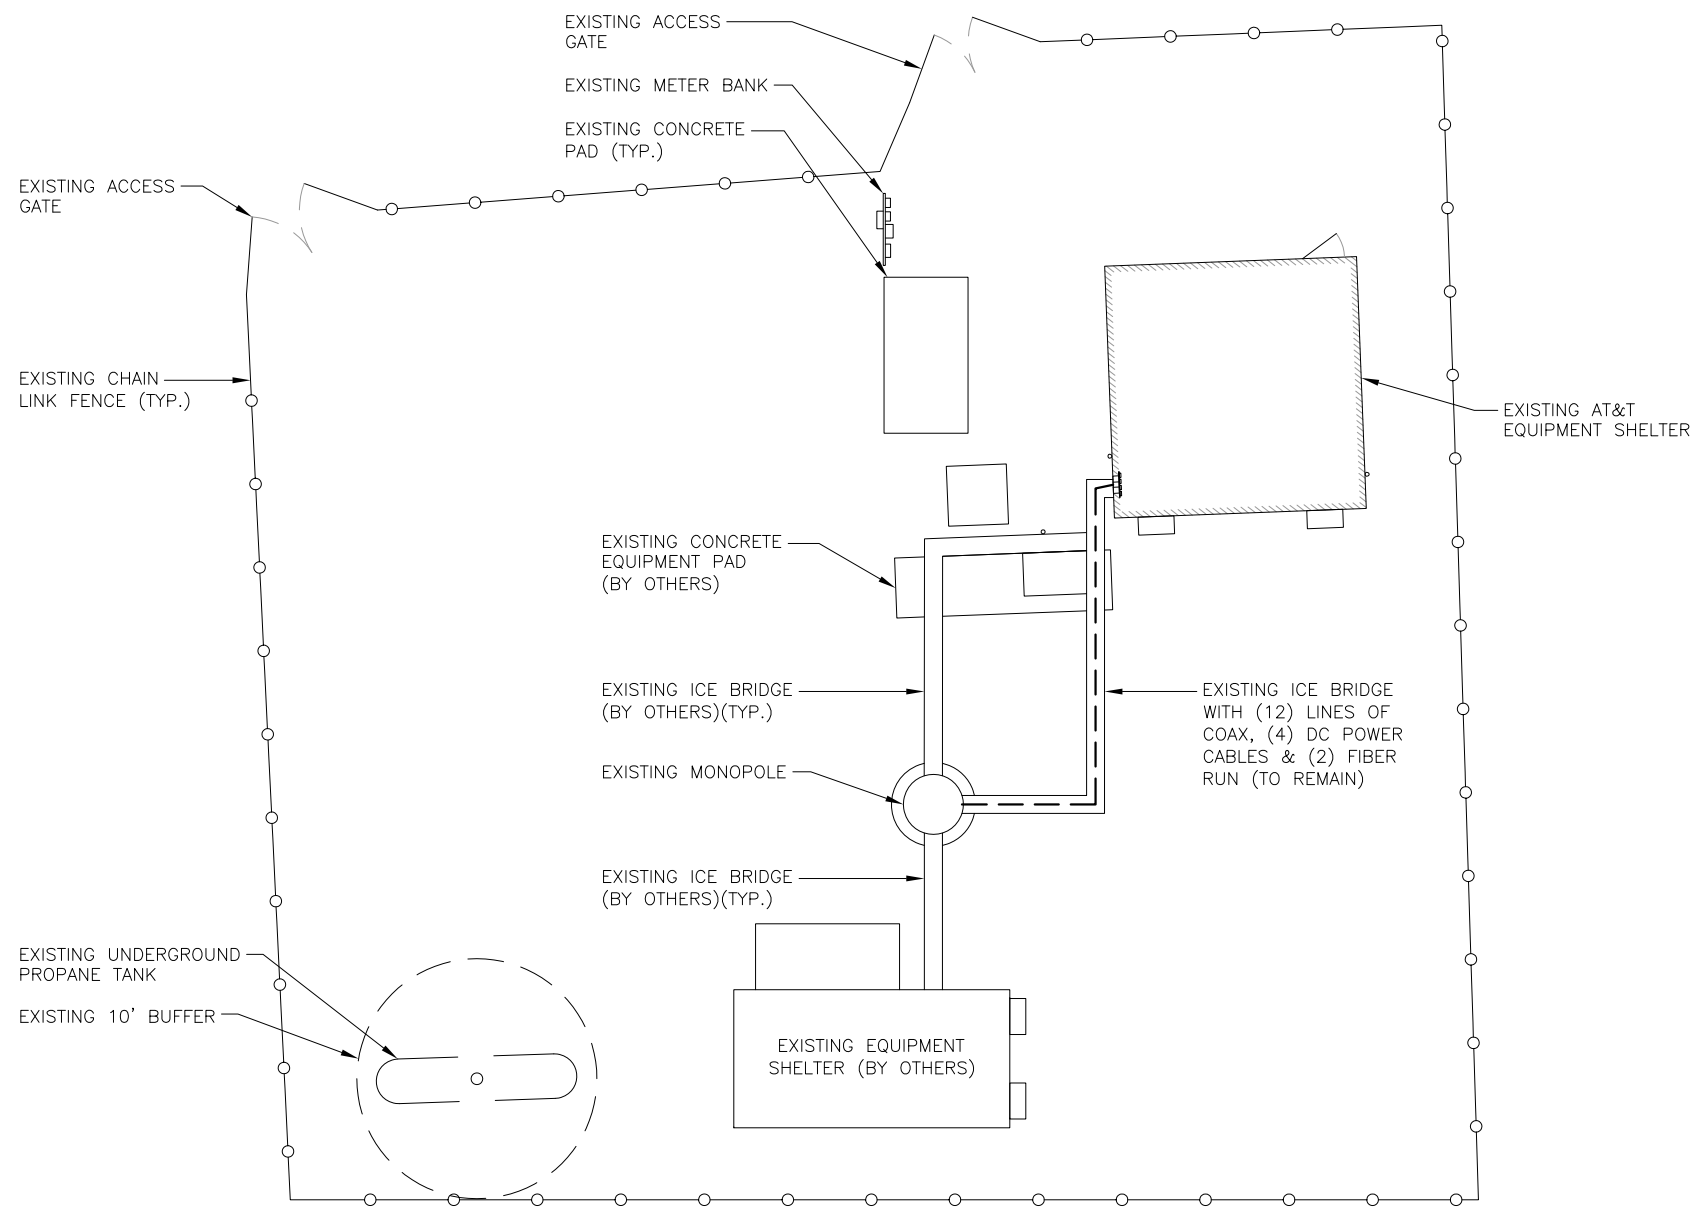 EXISTING ACCESS
GATE
EXISTING METER BANK
EXISTING CONCRETE
PAD (TYP.)
EXISTING ACCESS
GATE
EXISTING CHAIN
LINK FENCE (TYP.)
EXISTING AT&T
EQUIPMENT SHELTER
EXISTING CONCRETE
EQUIPMENT PAD
(BY OTHERS)
EXISTING ICE BRIDGE
(BY OTHERS)(TYP.)
EXISTING ICE BRIDGE
WITH (12) LINES OF
COAX, (4) DC POWER
CABLES & (2) FIBER
RUN (TO REMAIN)
EXISTING MONOPOLE
EXISTING ICE BRIDGE
(BY OTHERS)(TYP.)
EXISTING UNDERGROUND
PROPANE TANK
EXISTING 10' BUFFER
EXISTING EQUIPMENT
SHELTER (BY OTHERS)